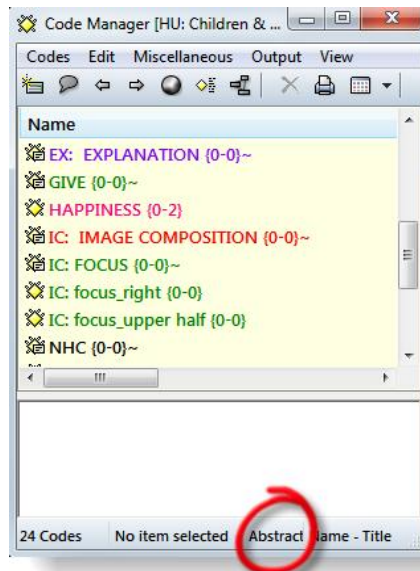 Code Manager [HU: Children & ...
Codes Edit Miscellaneous Output View
Name
EX:  EXPLANATION {0-0}~
GIVE {0-0}~
HAPPINESS {0-2}
IC:  IMAGE COMPOSITION {0-0}~
IC: FOCUS {0-0}~
IC: focus_right {0-0}
IC: focus_upper half {0-0}
NHC {0-0}~
24 Codes No item selected Abstract Name - Title